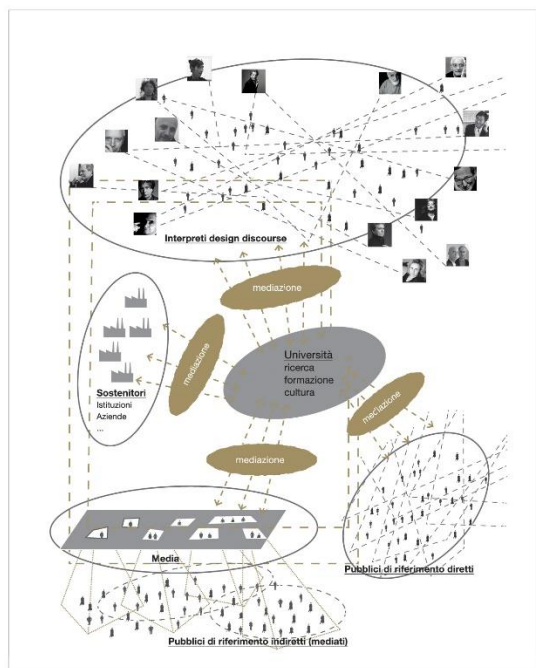 Interpreti design discourse
mediazione
mediazione
Università
ricerca
formazione
cultura
Sostenitori
Istituzioni
Aziende
...
mediazione
mediazione
Media
Pubblici di riferimento diretti
Pubblici di riferimento indiretti (mediati)